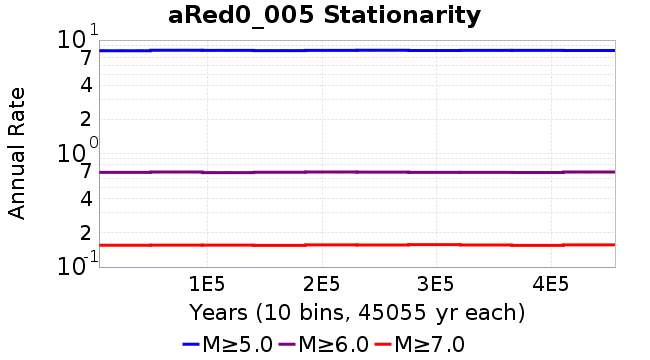 aRed0_005 Stationarity
Annual Rate
10^1
7
4
2
10^0
7
4
2
10^-1
1E5 2E5 3E5 4E5
Years (10 bins, 45055 yr each)
M≥5.0 M≥6.0 M≥7.0